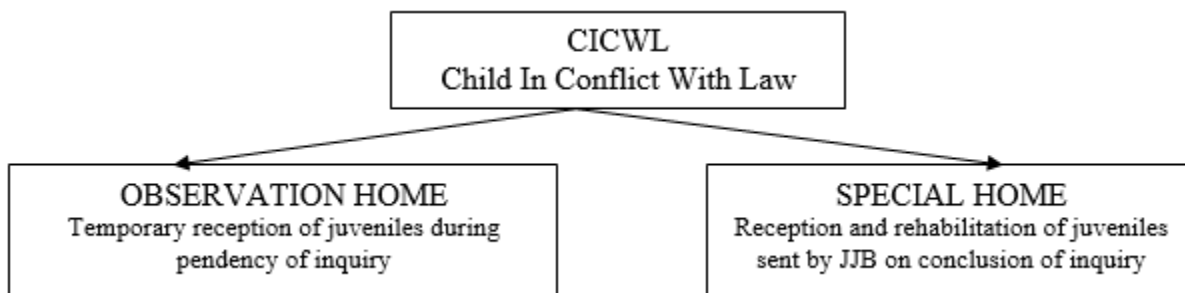 CICWL
Child In Conflict With Law
OBSERVATION HOME
Temporary reception of juveniles during
pendency of inquiry
SPECIAL HOME
Reception and rehabilitation of juveniles
sent by JJB on conclusion of inquiry